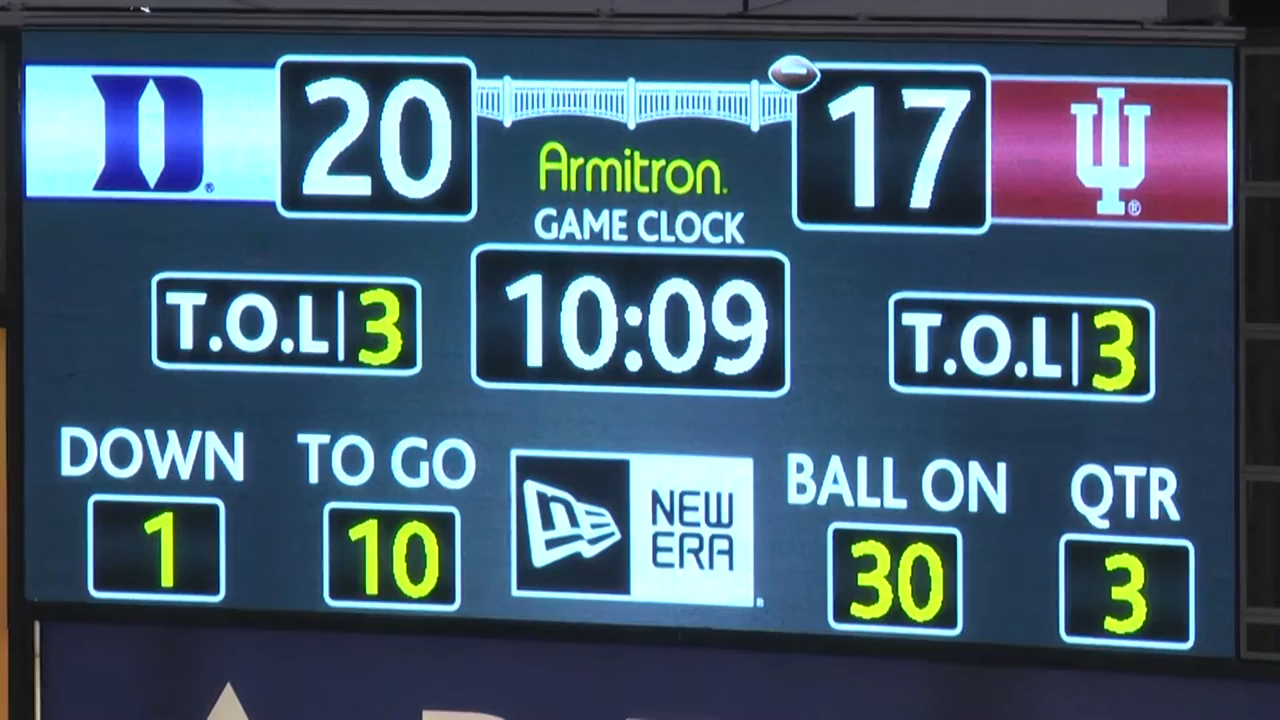 D ® 20 17 IU ®
Armitron.
GAME CLOCK
10:09
T.O.L 3
T.O.L 3
DOWN TO GO BALL ON QTR
1 10 30 3
NEW
ERA